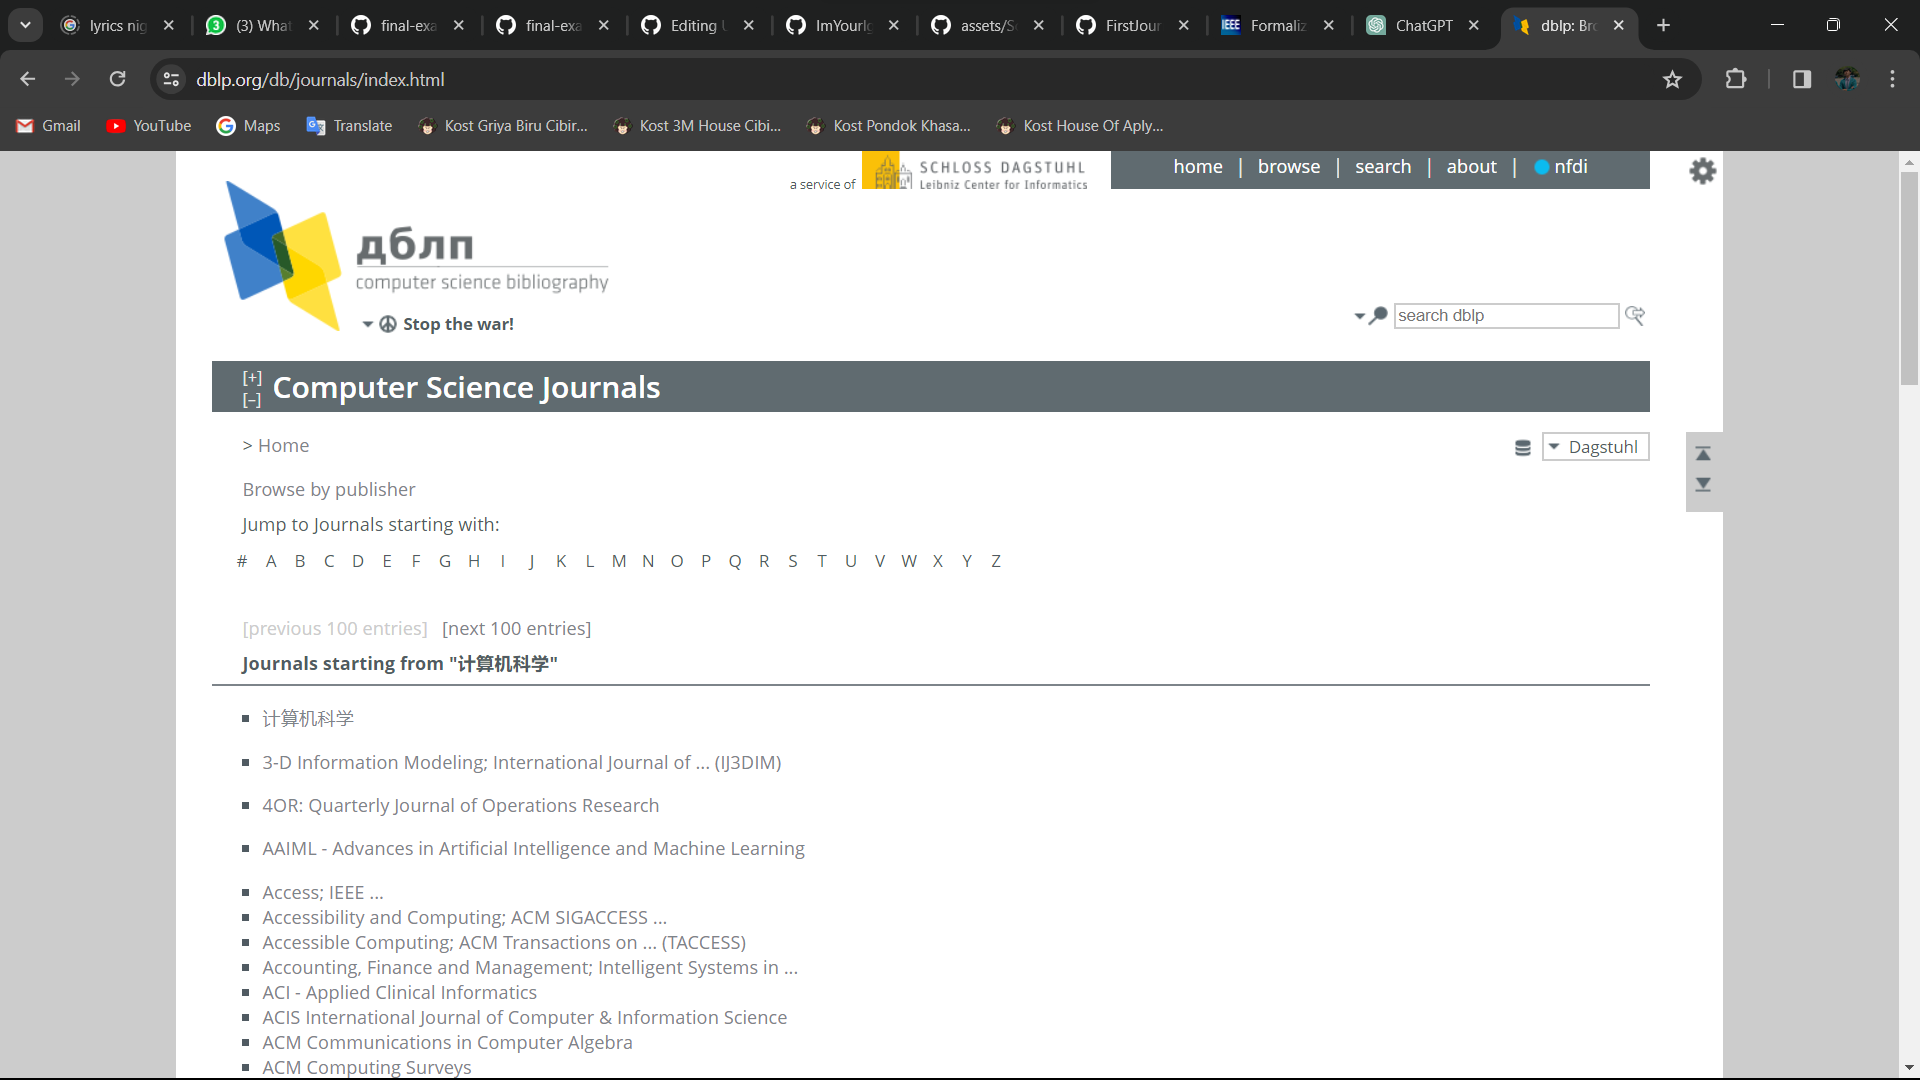 lyrics nig
(3) What
final-exa
final-exa
Editing
ImYourIg
assets/S
FirstJour
Formaliz
ChatGPT
dblp: Bro
dblp.org/db/journals/index.html
Gmail YouTube Maps Translate Kost Griya Biru Cibir... Kost 3M House Cibi... Kost Pondok Khasa... Kost House Of Aply...
a service of SCHLOSS DAGSTUHL
Leibniz Center for Informatics
home | browse | search | about | nfdi
дблп
computer science bibliography
Stop the war!
search dblp
[+]
[–]
Computer Science Journals
> Home
Dagstuhl
Browse by publisher
Jump to Journals starting with:
# A B C D E F G H I J K L M N O P Q R S T U V W X Y Z
[previous 100 entries] [next 100 entries]
Journals starting from "计算机科学"
计算机科学
3-D Information Modeling; International Journal of ... (IJ3DIM)
4OR: Quarterly Journal of Operations Research
AAIML - Advances in Artificial Intelligence and Machine Learning
Access; IEEE ...
Accessibility and Computing; ACM SIGACCESS ...
Accessible Computing; ACM Transactions on ... (TACCESS)
Accounting, Finance and Management; Intelligent Systems in ...
ACI - Applied Clinical Informatics
ACIS International Journal of Computer & Information Science
ACM Communications in Computer Algebra
ACM Computing Surveys